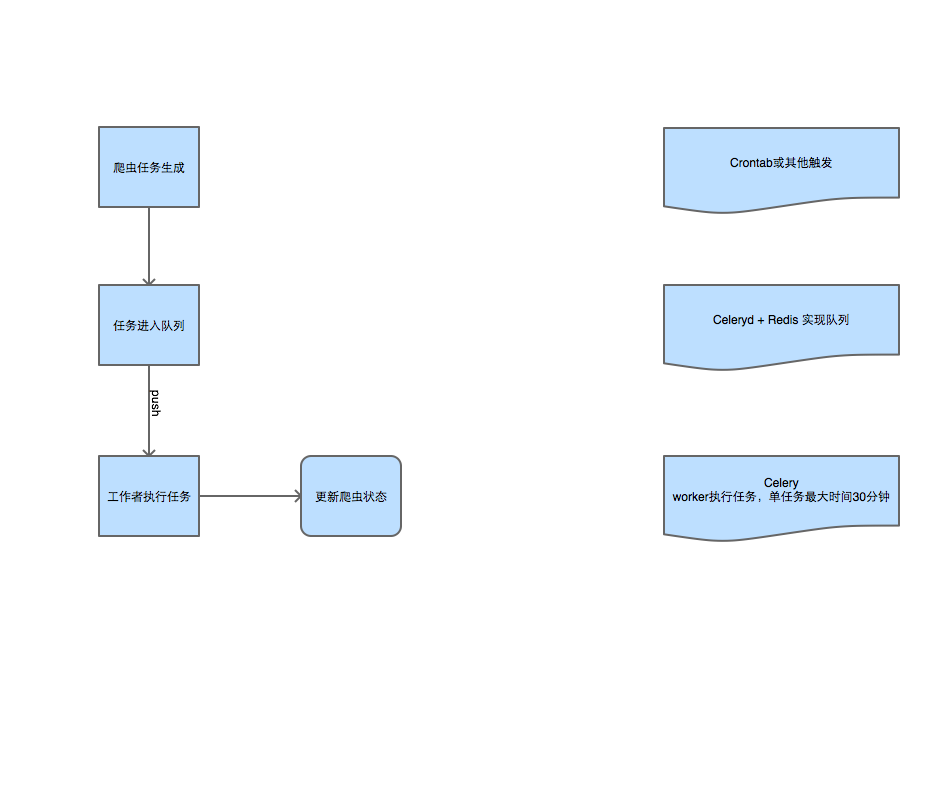 爬虫任务生成
Crontab或其他触发
任务进入队列
Celeryd + Redis 实现队列
push
工作者执行任务
更新爬虫状态
Celery
worker执行任务，单任务最大时间30分钟